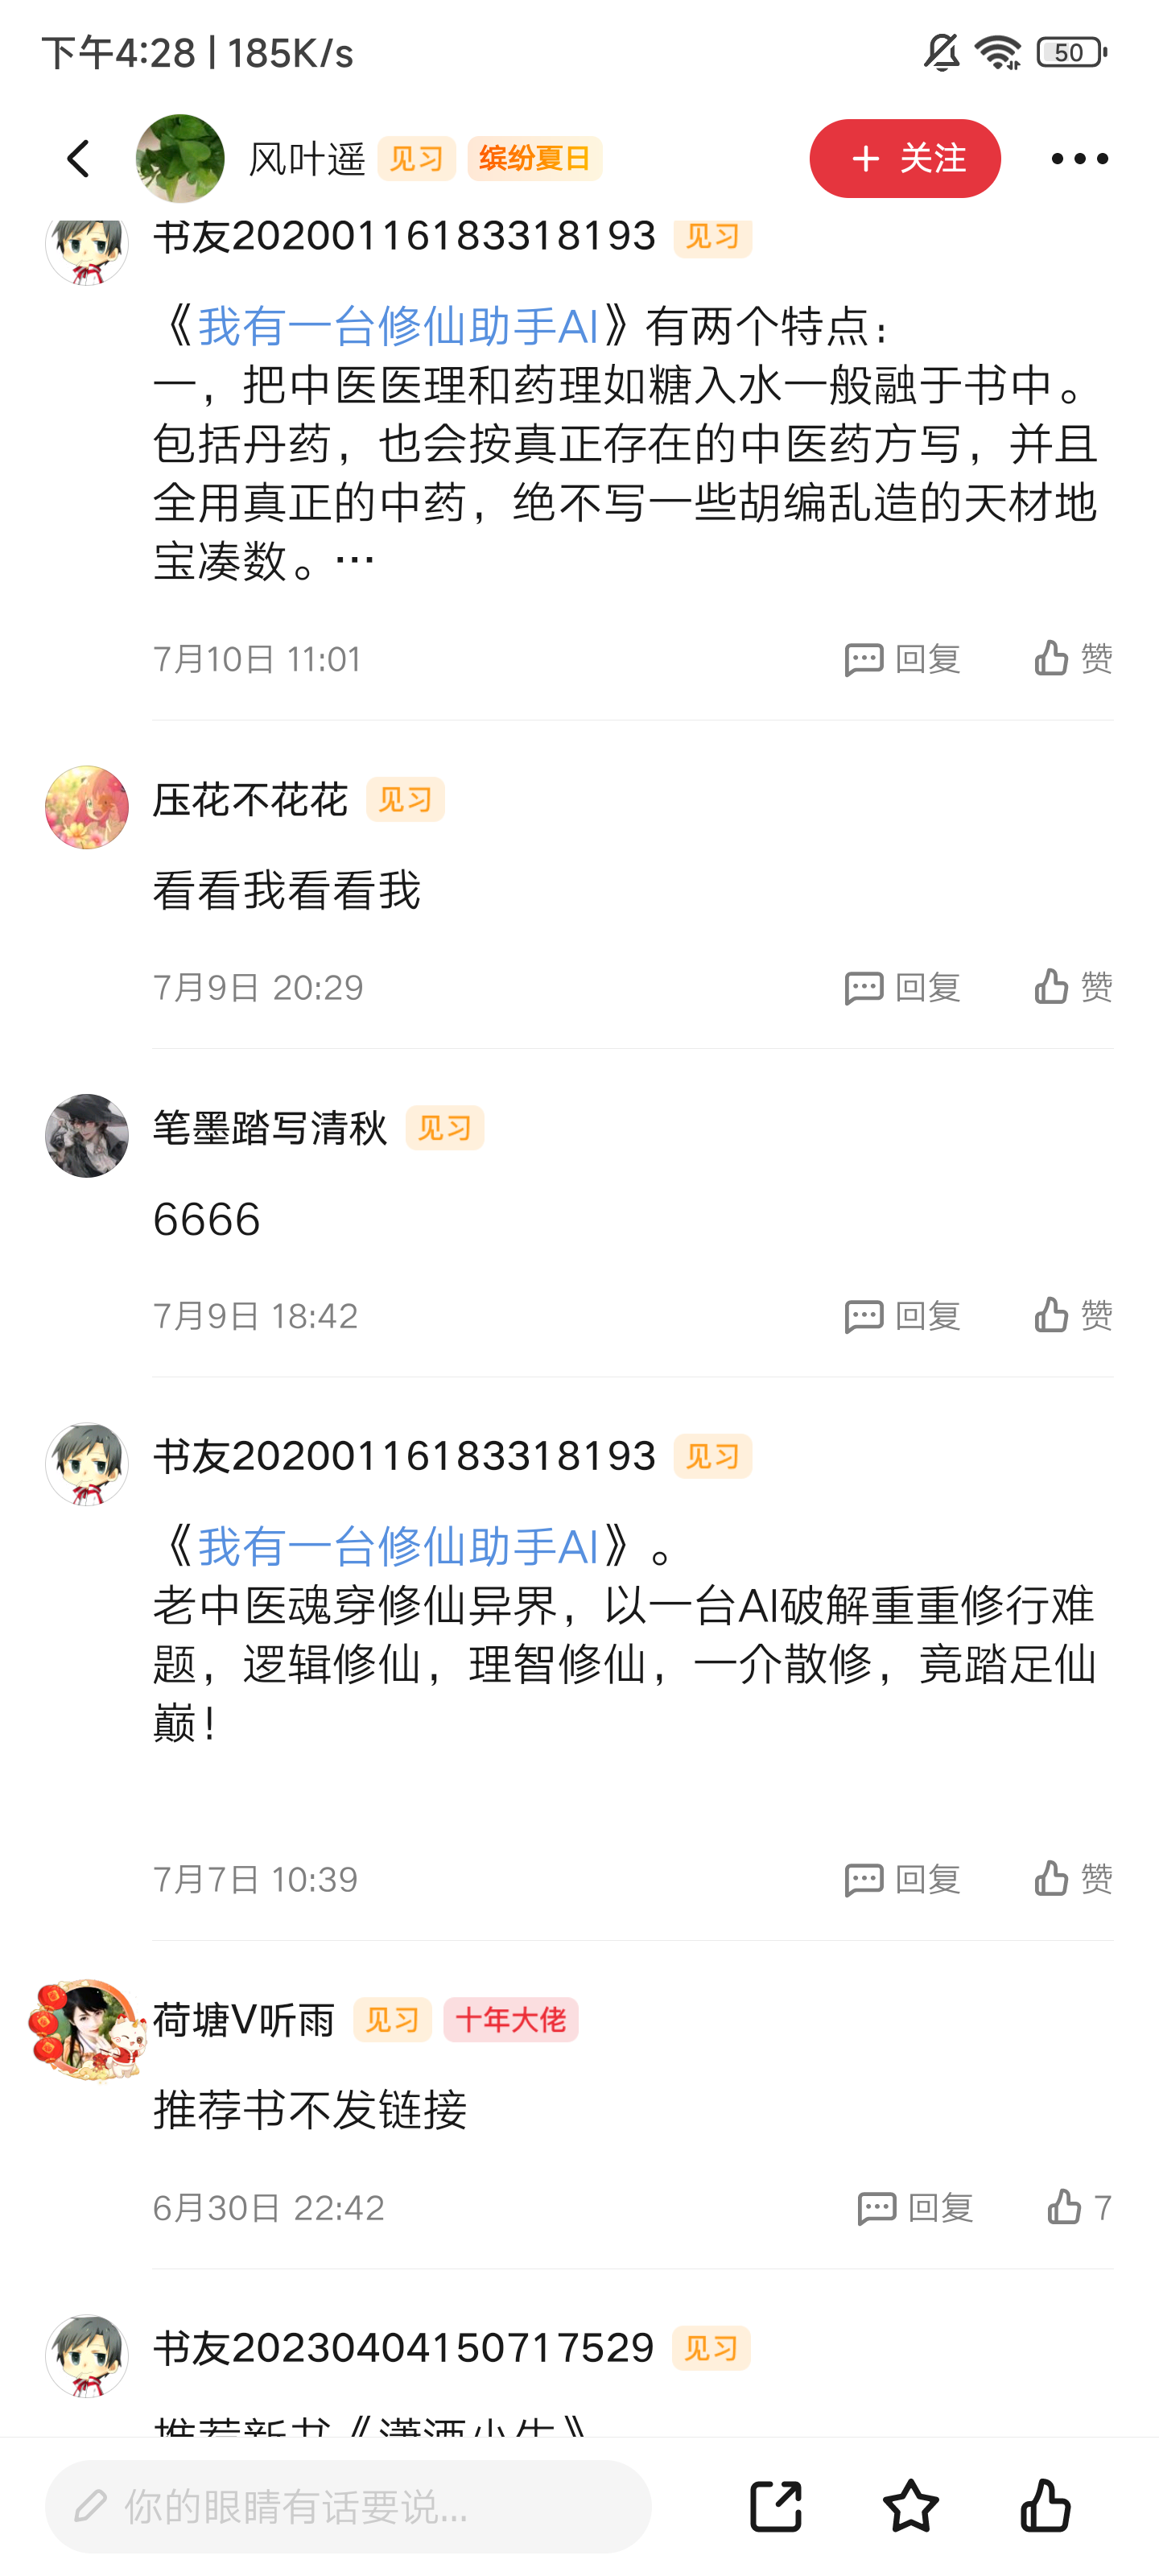 下午4:28 | 185K/s
50
风叶遥 见习 缤纷夏日
+ 关注
书友20200116183318193 见习
《我有一台修仙助手AI》有两个特点：
一，把中医医理和药理如糖入水一般融于书中。
包括丹药，也会按真正存在的中医药方写，并且
全用真正的中药，绝不写一些胡编乱造的天材地
宝凑数。…
7月10日 11:01 回复 赞
压花不花花 见习
看看我看看我
7月9日 20:29 回复 赞
笔墨踏写清秋 见习
6666
7月9日 18:42 回复 赞
书友20200116183318193 见习
《我有一台修仙助手AI》。
老中医魂穿修仙异界，以一台AI破解重重修行难
题，逻辑修仙，理智修仙，一介散修，竟踏足仙
巅！
7月7日 10:39 回复 赞
荷塘V听雨 见习 十年大佬
推荐书不发链接
6月30日 22:42 回复 7
书友20230404150717529 见习
推荐新书《潇洒小生》
你的眼睛有话要说...